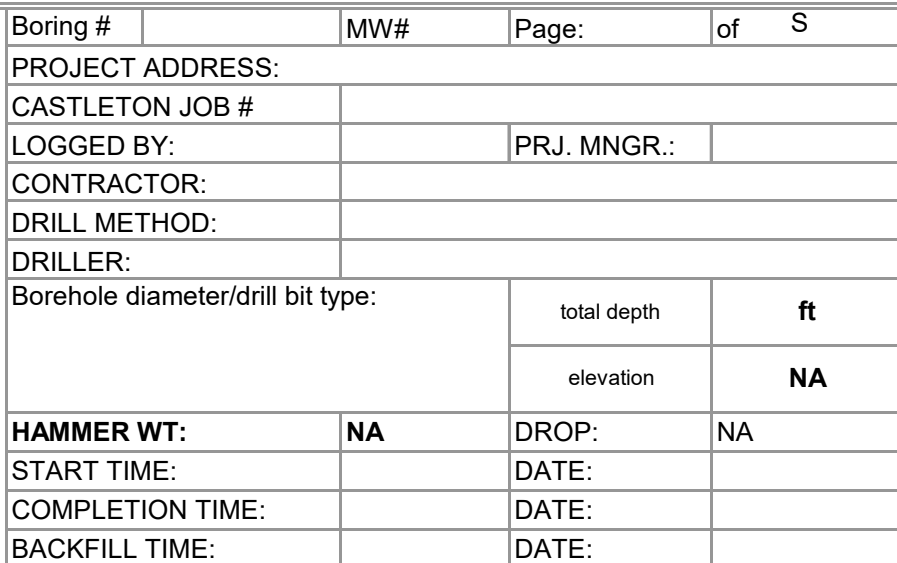 Boring # MW# Page: of S
PROJECT ADDRESS:
CASTLETON JOB #
LOGGED BY: PRJ. MNGR.:
CONTRACTOR:
DRILL METHOD:
DRILLER:
Borehole diameter/drill bit type: total depth ft
elevation NA
HAMMER WT: NA DROP: NA
START TIME: DATE:
COMPLETION TIME: DATE:
BACKFILL TIME: DATE: